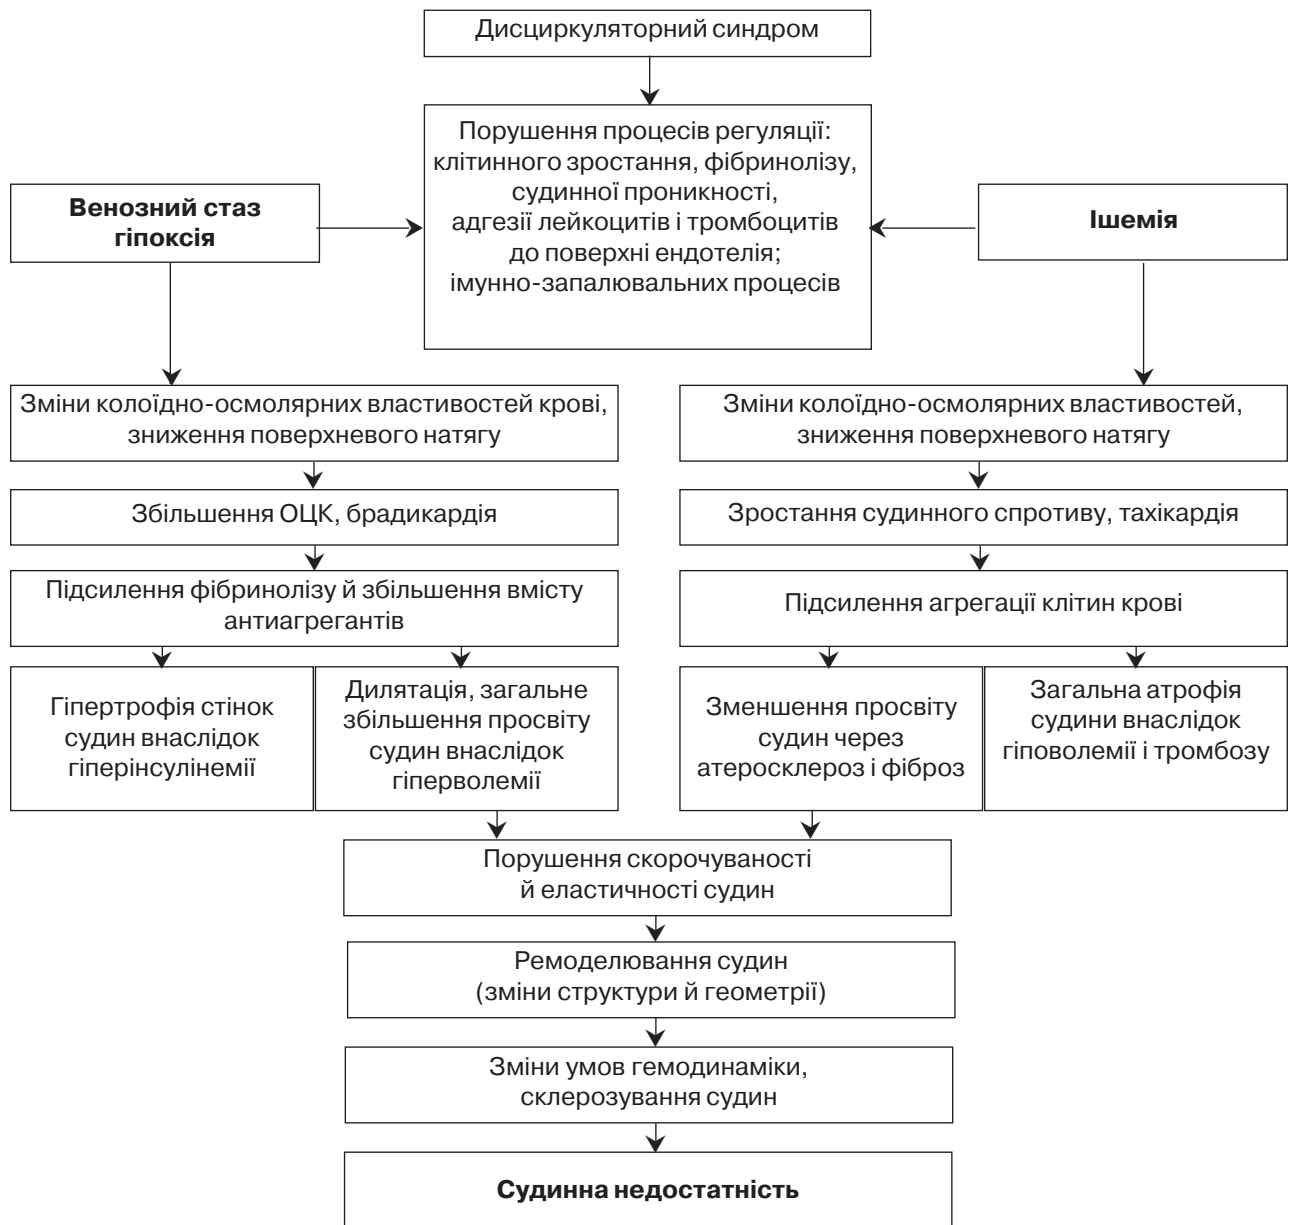 Дисциркуляторний синдром
Порушення процесів регуляції:
клітинного зростання, фібринолізу,
судинної проникності,
адгезії лейкоцитів і тромбоцитів
до поверхні ендотелія;
імунно-запалювальних процесів
Венозний стаз
гіпоксія
Ішемія
Зміни колоїдно-осмолярних властивостей крові,
зниження поверхневого натягу
Зміни колоїдно-осмолярних властивостей,
зниження поверхневого натягу
Збільшення ОЦК, брадикардія
Зростання судинного спротиву, тахікардія
Підсилення фібринолізу й збільшення вмісту
антиагрегантів
Підсилення агрегації клітин крові
Гіпертрофія стінок
судин внаслідок
гіперінсулінемії
Дилятація, загальне
збільшення просвіту
судин внаслідок
гіперволемії
Зменшення просвіту
судин через
атеросклероз і фіброз
Загальна атрофія
судини внаслідок
гіповолемії і тромбозу
Порушення скорочуваності
й еластичності судин
Ремоделювання судин
(зміни структури й геометрії)
Зміни умов гемодинаміки,
склерозування судин
Судинна недостатність